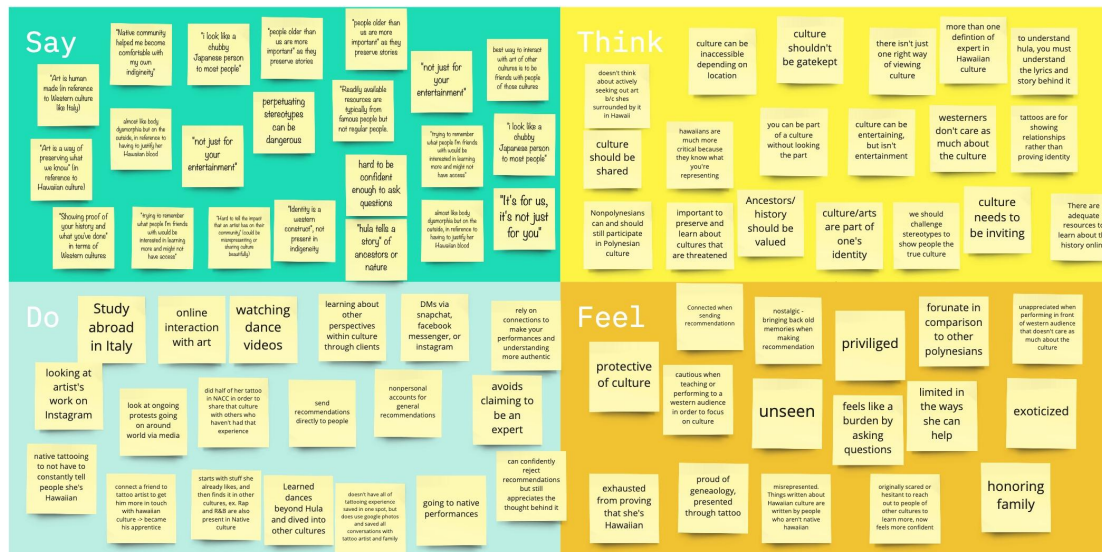 Say
"Native community
helped me become
comfortable with
my own
indigineity"
"I look like a
chubby
Japanese person
to most people"
"people older than
us are more
important" as they
preserve stories
"people older than
us are more
important" as they
preserve stories
"Art is human
made (in reference
to Western culture
like Italy)
"not just for
your
entertainment"
best way to interact
with art of other
cultures is to be
friends with people
of those cultures
almost like body
dysmorphia but on the
outside, in reference to
having to justify her
Hawaiian blood
perpetuating
stereotypes
can be
dangerous
"Readily available
resources are
typically from
famous people but
not regular people.
"Art is a way of
preserving what
we know" (in
reference to
Hawaiian culture)
"not just for
your
entertainment"
"trying to remember
what people I'm friends
with would be
interested in learning
more and might not
have access"
"I look like a
chubby
Japanese person
to most people"
hard to be
confident
enough to ask
questions
"Showing proof of
your history and
what you've done"
in terms of
Western cultures
"trying to remember
what people I'm friends
with would be
interested in learning
more and might not
have access"
"Hard to tell the impact
that an artist has on their
community" (could be
misrepresenting or
sharing culture
beautifully)
"Identity is a
western
construct", not
present in
indigeneity
"hula tells a
story" of
ancestors or
nature
almost like body
dysmorphia but on the
outside, in reference to
having to justify her
Hawaiian blood
"It's for us,
it's not just
for you"
Think
culture can be
inaccessible
depending on
location
culture
shouldn't
be gatekept
there isn't just
one right way of
viewing culture
more than one
defintion of
expert in
Hawaiian
culture
to understand
hula, you must
understand
the lyrics and
story behind it
doesn't think
about actively
seeking out art
b/c shes
surrounded by it
in Hawaii
culture
should be
shared
hawaiians are
much more
critical because
they know what
you're
representing
you can be part
of a culture
without looking
the part
culture can be
entertaining,
but isn't
entertainment
westerners
don't care as
much about
the culture
tattoos are for
showing
relationships
rather than
proving identity
Nonpolynesians
can and should
still participate
in Polynesian
culture
important to
preserve and
learn about
cultures that
are threatened
Ancestors/
history
should be
valued
culture/arts
are part of
one's
identity
we should
challenge
stereotypes to
show people the
true culture
culture
needs to
be inviting
There are
adequate
resources to
learn about th
history onlin
Do
Study
abroad
in Italy
online
interaction
with art
watching
dance
videos
learning about
other
perspectives
within culture
through clients
DMs via
snapchat,
facebook
messenger, or
instagram
rely on
connections to
make your
performances and
understanding
more authentic
looking at
artist's
work on
Instagram
look at ongoing
protests going
on around
world via media
did half of her tattoo
in NACC in order to
share that culture
with others who
haven't had that
experience
send
recommendations
directly to people
nonpersonal
accounts for
general
recommendations
avoids
claiming to
be an
expert
native tattooing
to not have to
constantly tell
people she's
Hawaiian
connect a friend to
tattoo artist to get
him more in touch
with hawaiian
culture -> became
his apprentice
starts with stuff she
already likes, and
then finds it in other
cultures, ex. Rap
and R&B are also
present in Native
culture
Learned
dances
beyond Hula
and dived into
other cultures
doesn't have all of
tattooing experience
saved in one spot, but
does use google photos
and saved all
conversations with
tattoo artist and family
going to native
performances
can confidently
reject
recommendations
but still
appreciates the
thought behind it
Feel
Connected when
sending
recommendationn
nostalgic -
bringing back old
memories when
making
recommendation
priviliged
forunate in
comparison
to other
polynesians
unappreciated when
performing in front
of western audience
that doesn't care as
much about the
culture
protective
of culture
cautious when
teaching or
performing to a
western audience
in order to focus
on culture
unseen
feels like a
burden by
asking
questions
limited in
the ways
she can
help
exoticized
exhausted
from proving
that she's
Hawaiian
proud of
geneaology,
presented
through tattoo
misrepresented.
Things written about
Hawaiian culture are
written by people
who aren't native
hawaiian
originally scared or
hesitant to reach
out to people of
other cultures to
learn more, now
feels more confident
honoring
family